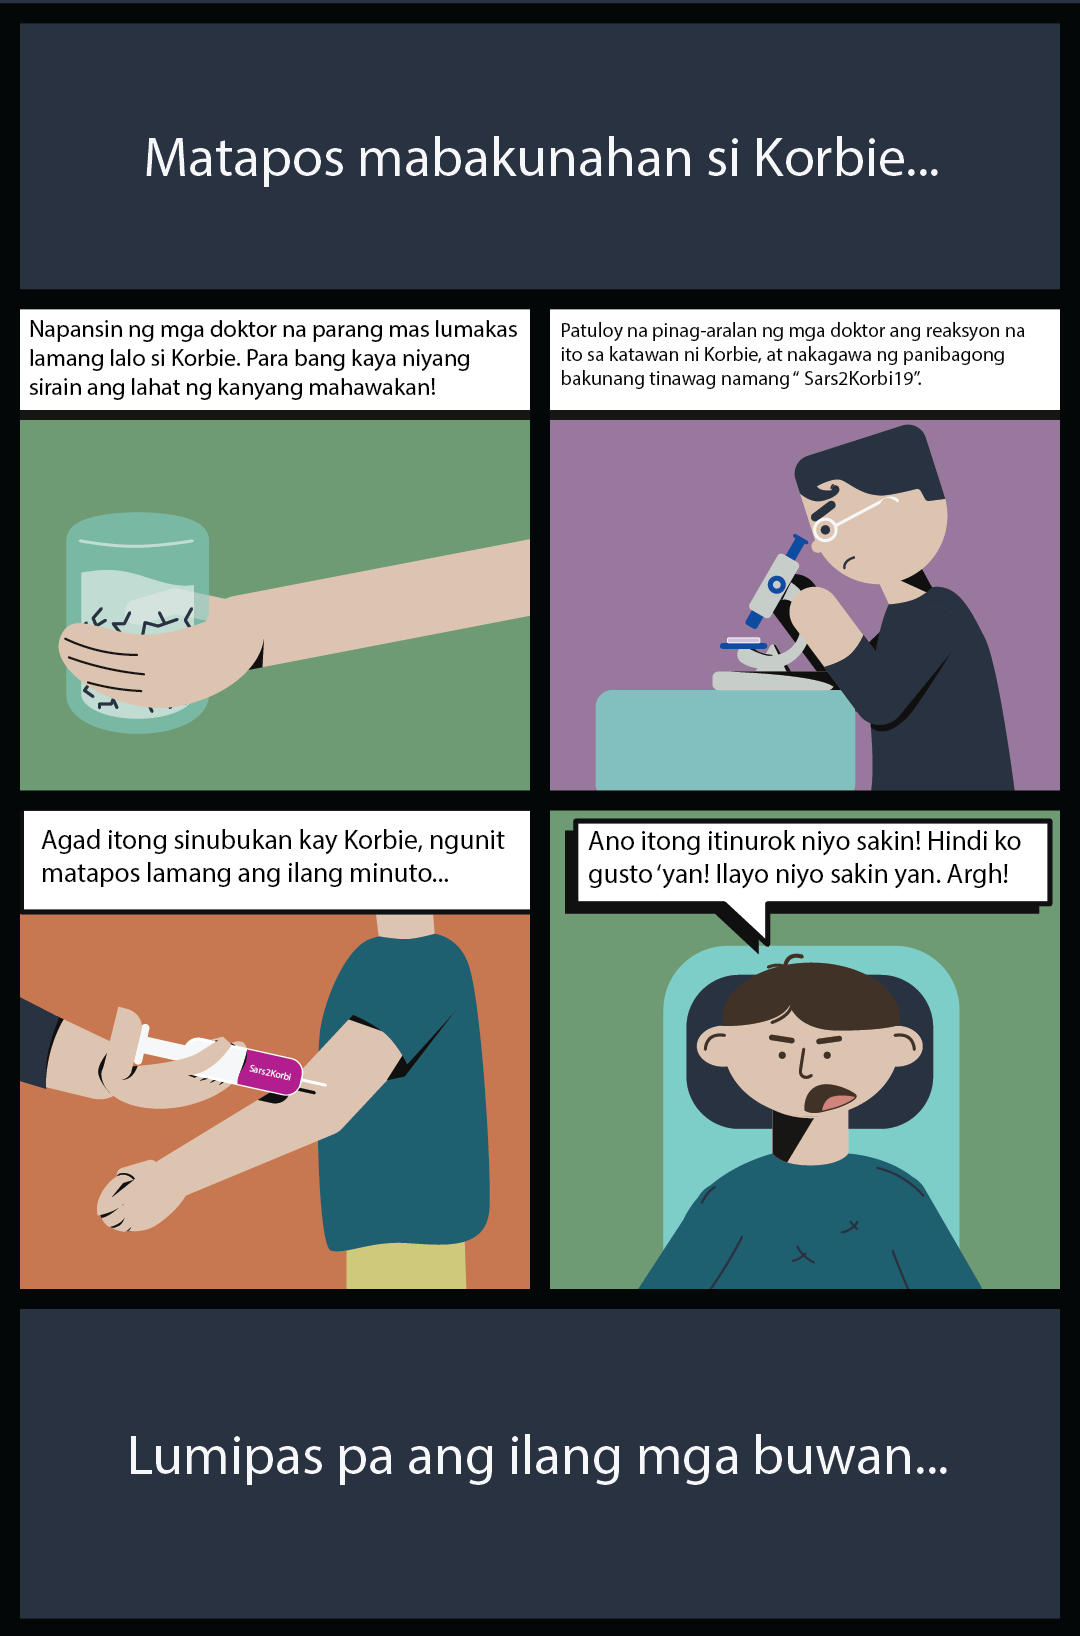 Matapos mabakunahan si Korbie...
Napansin ng mga doktor na parang mas lumakas
lamang lalo si Korbie. Para bang kaya niyang
sirain ang lahat ng kanyang mahawakan!
Patuloy na pinag-aralan ng mga doktor ang reaksyon na
ito sa katawan ni Korbie, at nakagawa ng panibagong
bakunang tinawag namang “ Sars2Korbi19”.
Agad itong sinubukan kay Korbie, ngunit
matapos lamang ang ilang minuto...
Sars2Korbi
Ano itong itinurok niyo sakin! Hindi ko
gusto ‘yan! Ilayo niyo sakin yan. Argh!
Lumipas pa ang ilang mga buwan...